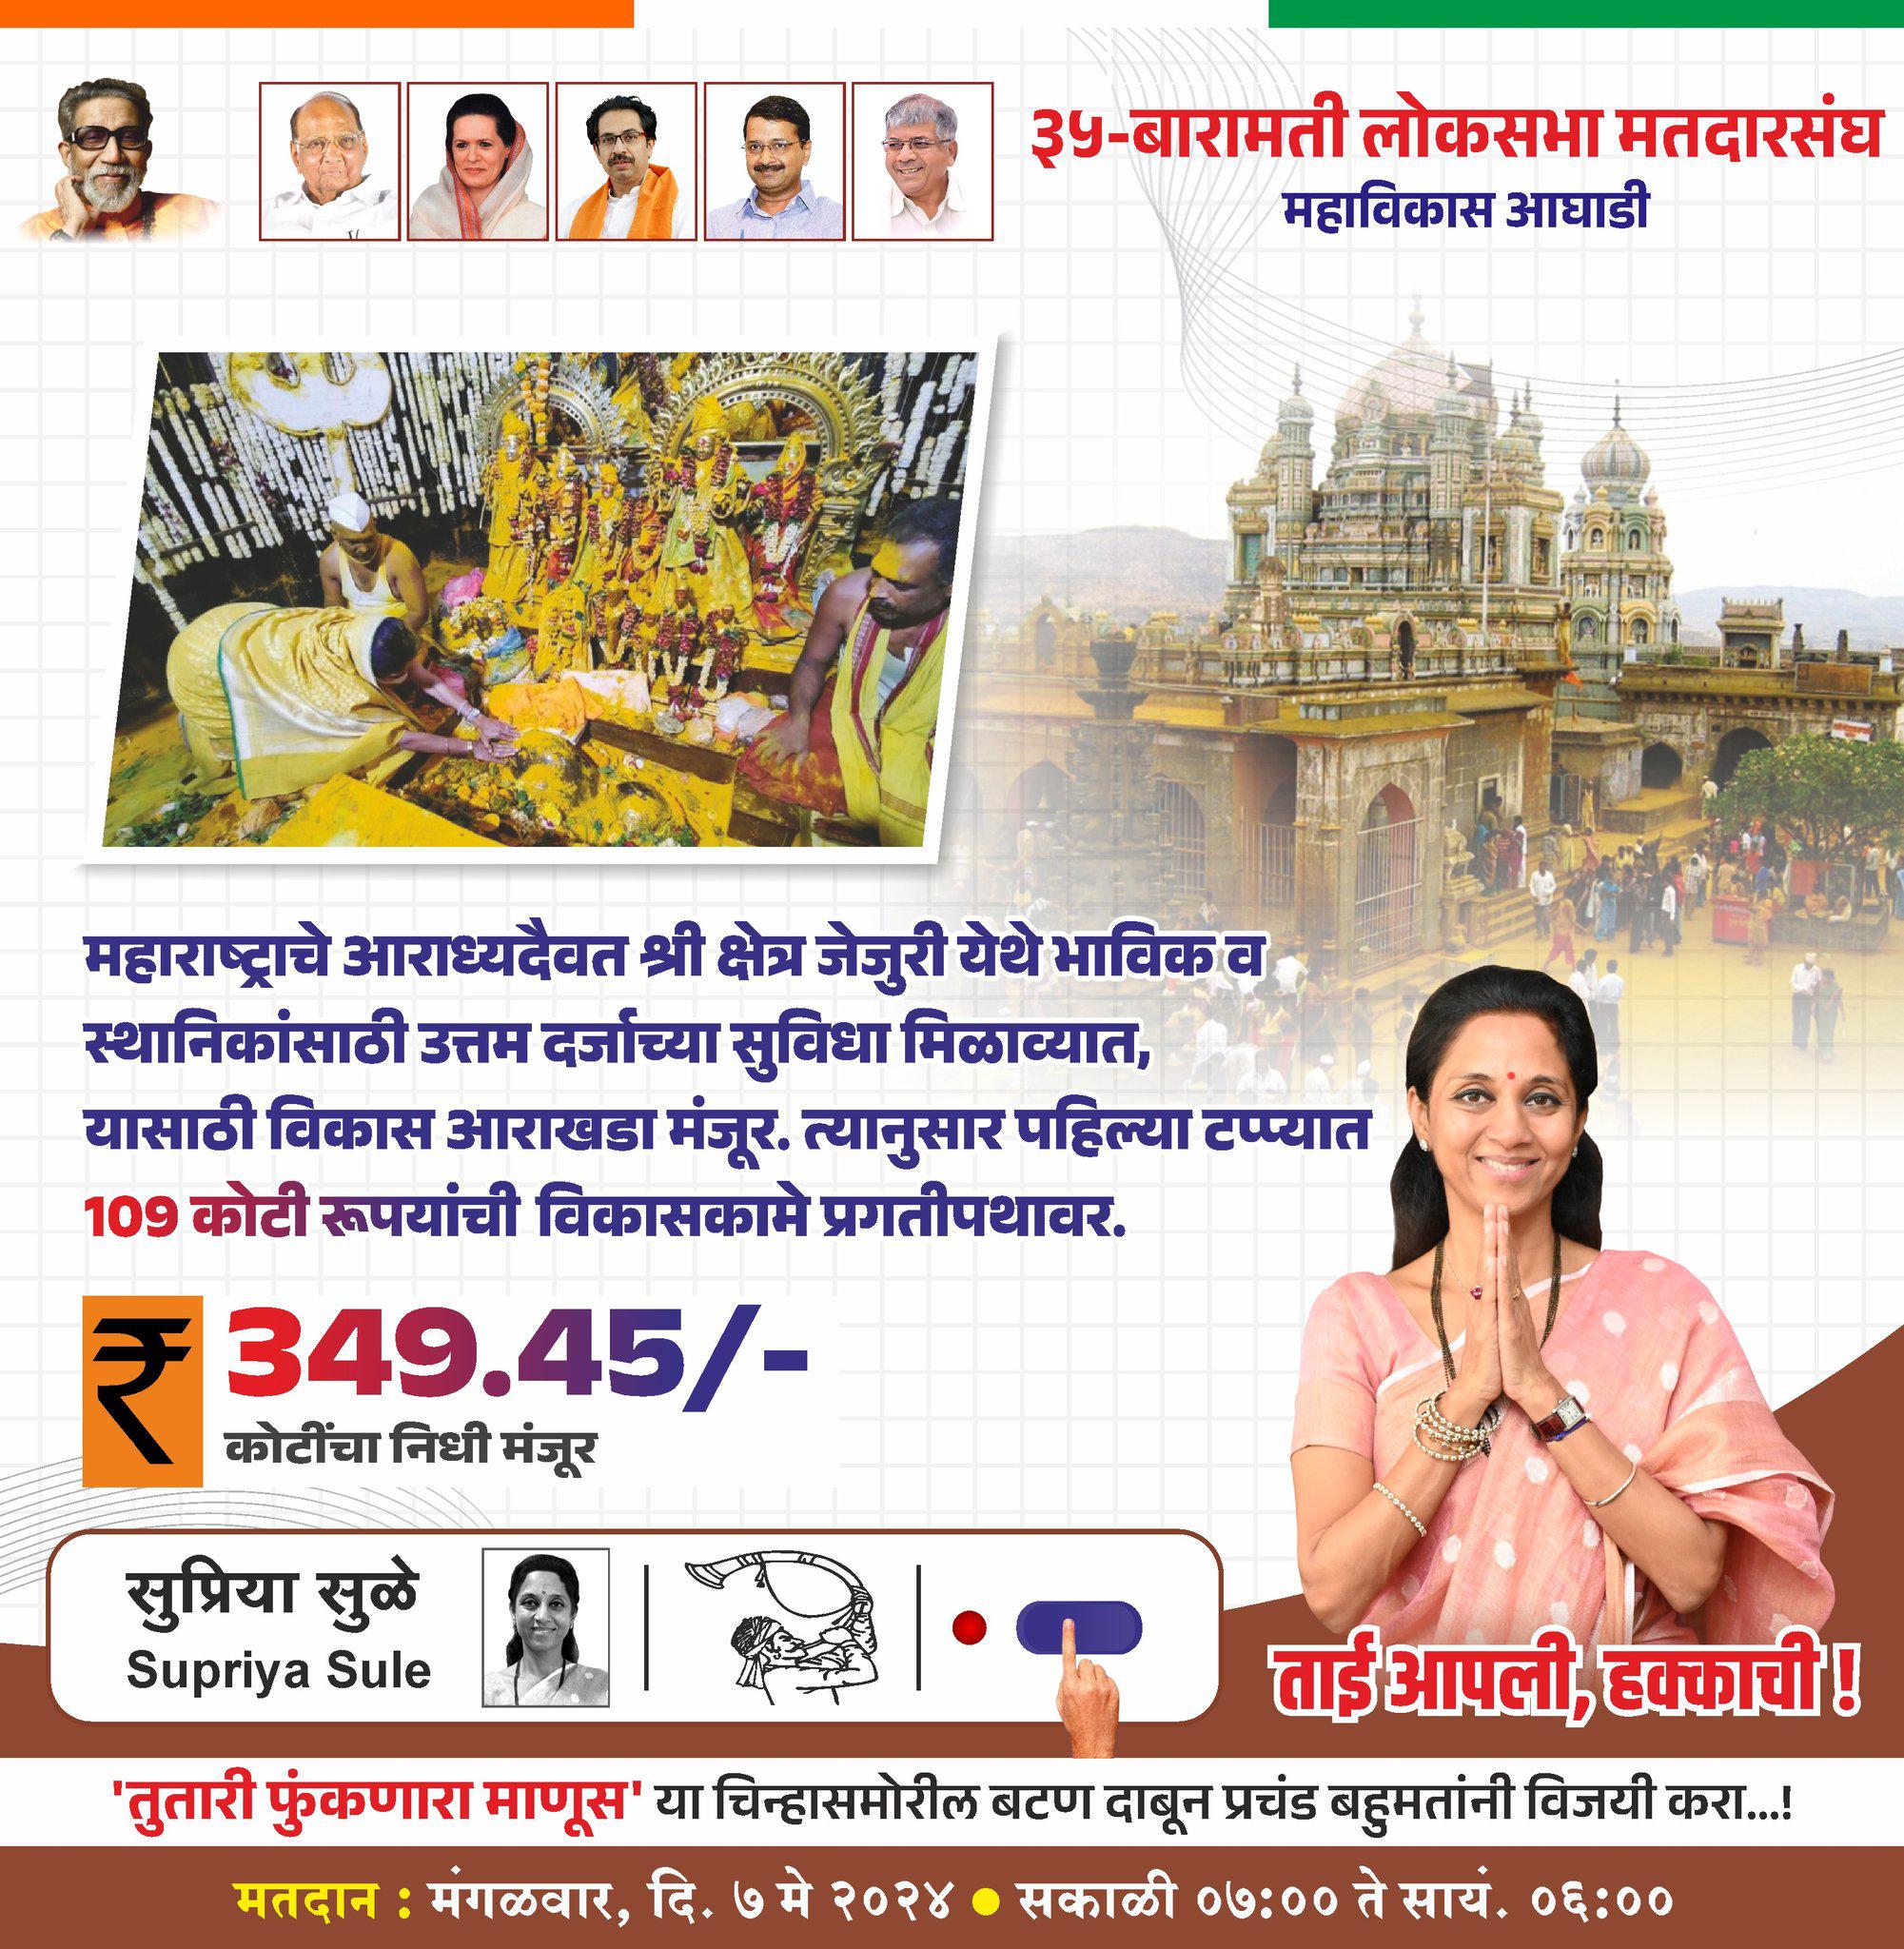 ३५-बारामती लोकसभा मतदारसंघ
महाविकास आघाडी
महाराष्ट्राचे आराध्यदैवत श्री क्षेत्र जेजुरी येथे भाविक व
स्थानिकांसाठी उत्तम दर्जाच्या सुविधा मिळाव्यात,
यासाठी विकास आराखडा मंजूर. त्यानुसार पहिल्या टप्प्यात
109 कोटी रूपयांची विकासकामे प्रगतीपथावर.
₹ 349.45/-
कोटींचा निधी मंजूर
सुप्रिया सुळे
Supriya Sule
ताई आपली, हक्काची !
'तुतारी फुंकणारा माणूस' या चिन्हासमोरील बटण दाबून प्रचंड बहुमतांनी विजयी करा...!
मतदान : मंगळवार, दि. ७ मे २०२४ ● सकाळी ०७:०० ते सायं. ०६:००